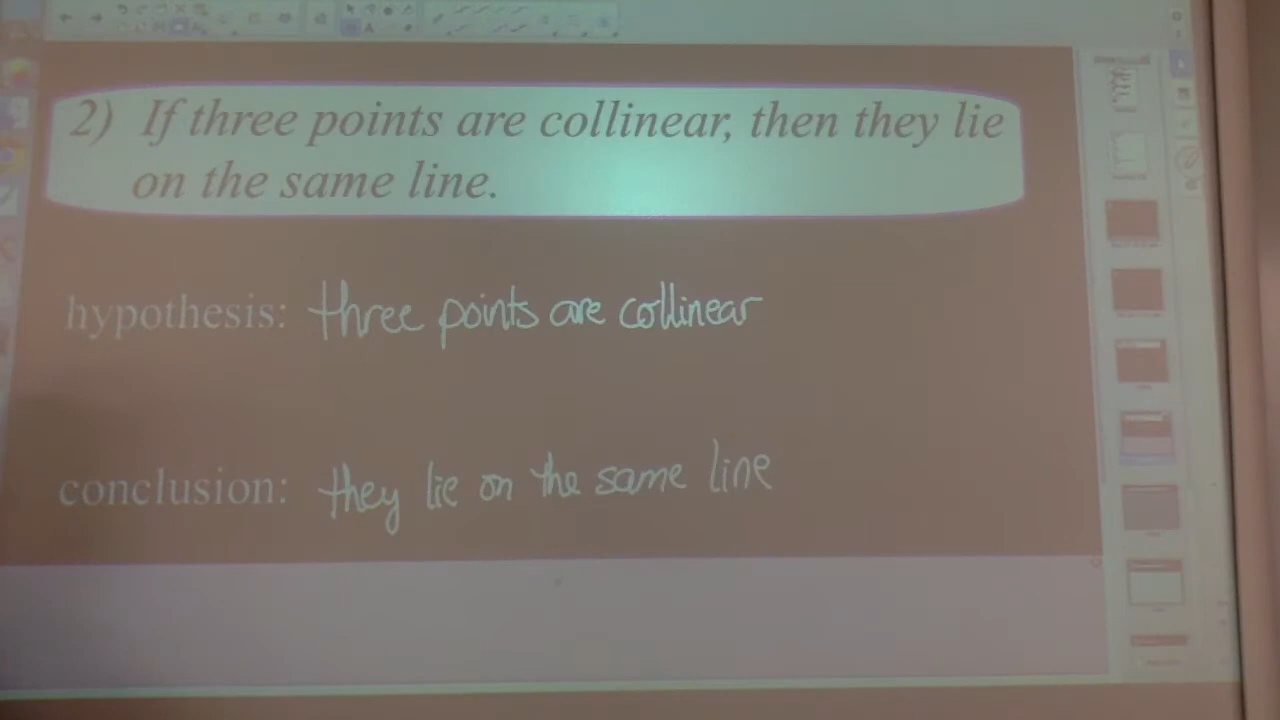 2) If three points are collinear, then they lie
on the same line.
hypothesis: three points are collinear
conclusion: they lie on the same line